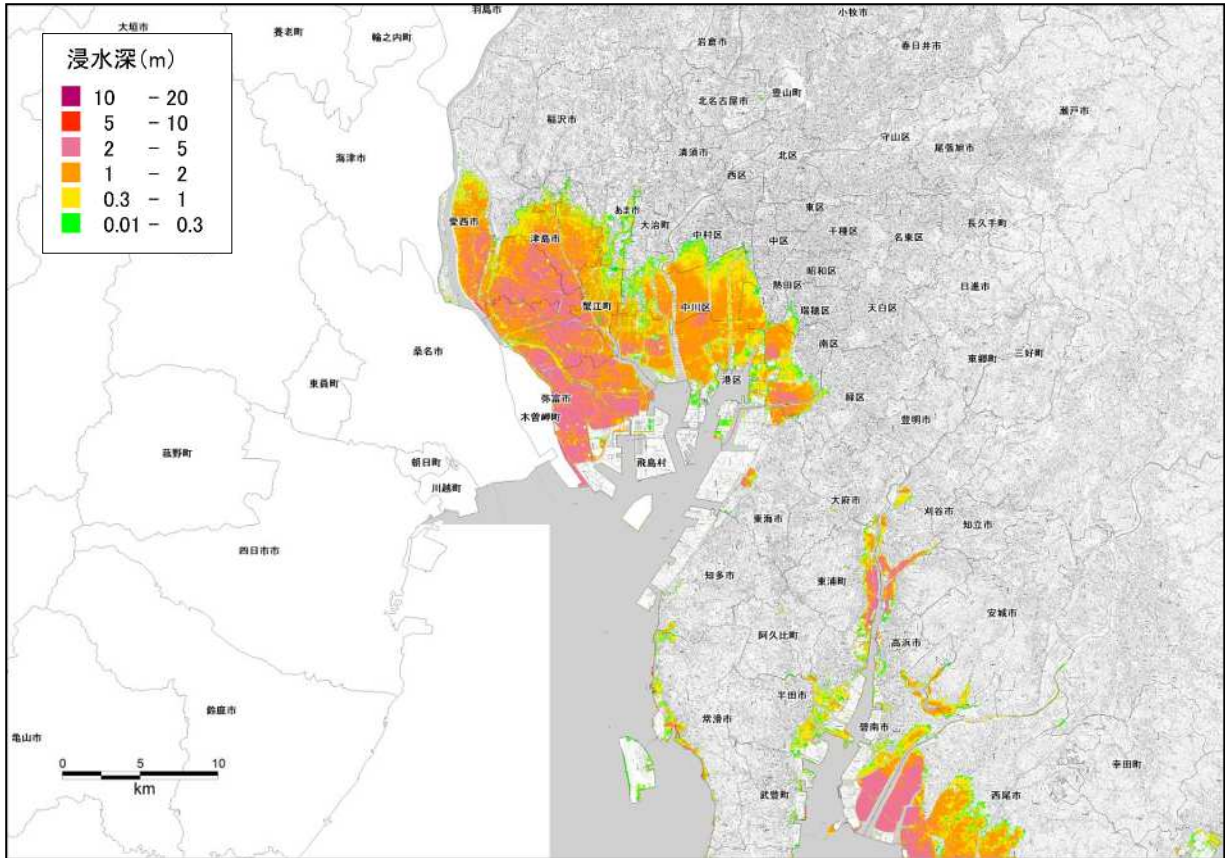 浸水深(m)
10 - 20
5 - 10
2 - 5
1 - 2
0.3 - 1
0.01 - 0.3
羽島市
小牧市
大垣市
養老町
輪之内町
岩倉市
春日井市
豊山町
北名古屋市
瀬戸市
稲沢市
守山区
尾張旭市
清須市
北区
海津市
西区
あま市
東区
愛西市
大治町
長久手町
千種区
中村区
名東区
津島市
中区
昭和区
熱田区
日進市
蟹江町
中川区
天白区
瑞穂区
南区
桑名市
三好町
東郷町
東員町
港区
弥富市
緑区
木曽岬町
豊明市
菰野町
朝日町
飛島村
川越町
大府市
刈谷市
東海市
知立市
四日市市
知多市
東浦町
安城市
阿久比町
高浜市
半田市
鈴鹿市
常滑市
碧南市
亀山市
幸田町
武豊町
西尾市
0 5 10
km